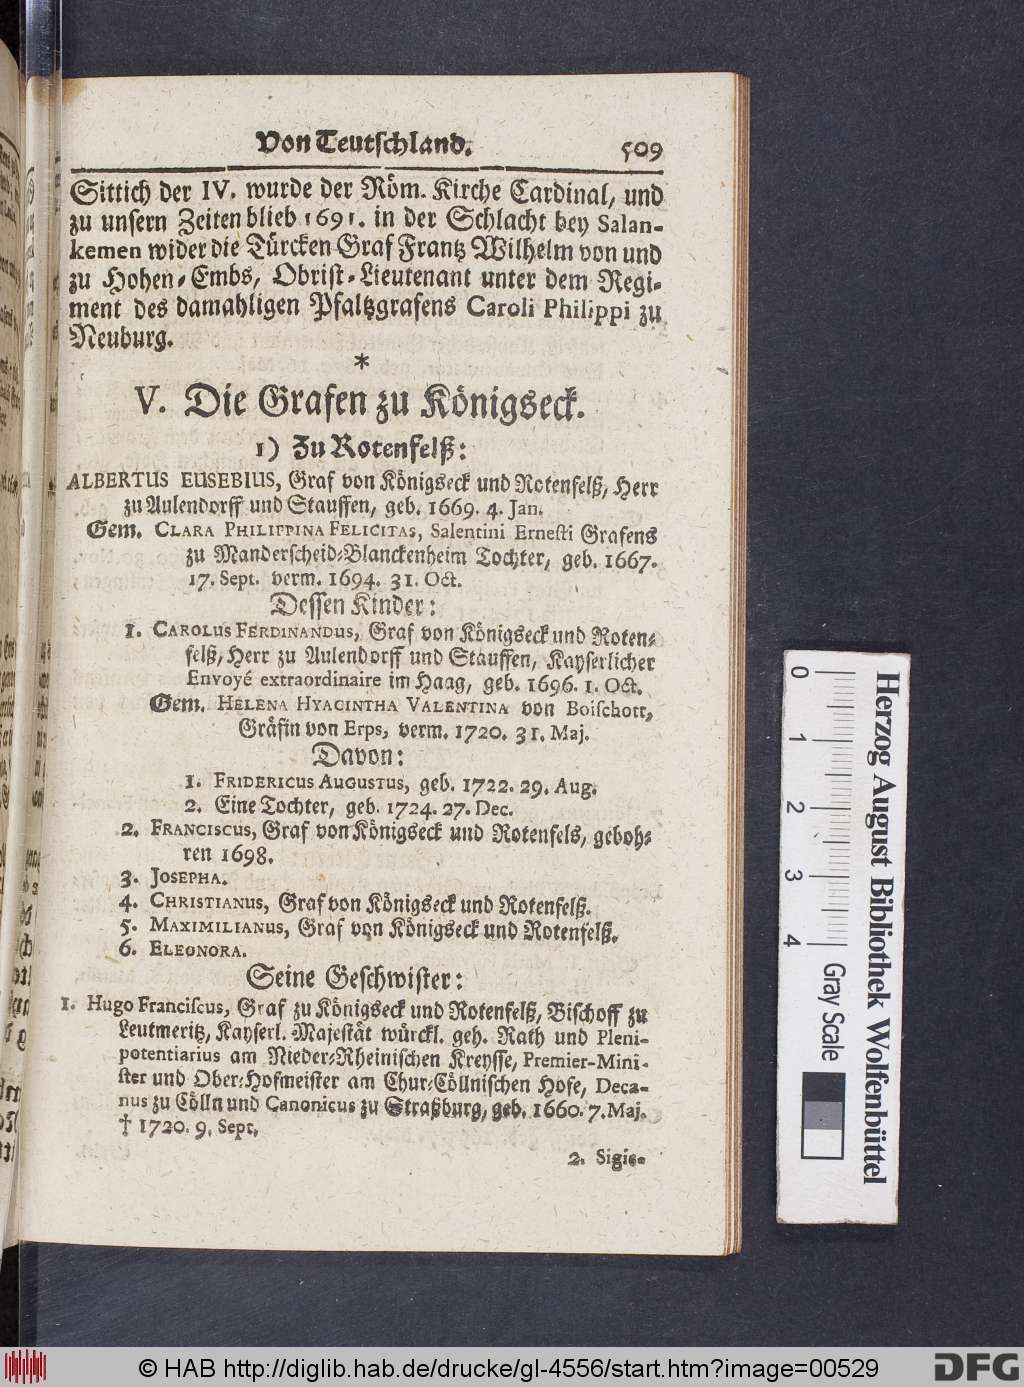 Von Teutschland. 509
Sittich der IV. wurde der Röm. Kirche Cardinal, und
zu unsern Zeiten blieb 1691. in der Schlacht bey Salan-
kemen wider die Türcken Graf Frantz Wilhelm von und
zu Hohen-Embs, Obrist-Lieutenant unter dem Regi-
ment des damahligen Pfaltzgrafens Caroli Philippi zu
Neuburg.
*
V. Die Grafen zu Königseck.
1) Zu Rotenfelß:
ALBERTUS EUSEBIUS, Graf von Königseck und Rotenfelß, Herr
zu Aulendorff und Stauffen, geb. 1669. 4. Jan.
Gem. CLARA PHILIPPINA FELICITAS, Salentini Ernesti Grafens
zu Manderscheid-Blanckenheim Tochter, geb. 1667.
17. Sept. verm. 1694. 31. Oct.
Dessen Kinder:
1. CAROLUS FERDINANDUS, Graf von Königseck und Roten-
felß, Herr zu Aulendorff und Stauffen, Kayserlicher
Envoyé extraordinaire im Haag, geb. 1696. 1. Oct.
Gem. HELENA HYACINTHA VALENTINA von Boischott,
Gräfin von Erps, verm. 1720. 31. Maj.
Davon:
1. FRIDERICUS AUGUSTUS, geb. 1722. 29. Aug.
2. Eine Tochter, geb. 1724. 27. Dec.
2. FRANCISCUS, Graf von Königseck und Rotenfels, geboh-
ren 1698.
3. JOSEPHA.
4. CHRISTIANUS, Graf von Königseck und Rotenfelß.
5. MAXIMILIANUS, Graf von Königseck und Rotenfelß.
6. ELEONORA.
Seine Geschwister:
1. Hugo Franciscus, Graf zu Königseck und Rotenfelß, Bischoff zu
Leutmeritz, Kayserl. Majestät würckl. geh. Rath und Pleni-
potentiarius am Nieder-Rheinischen Kreysse, Premier-Mini-
ster und Ober-Hofmeister am Chur-Cöllnischen Hofe, Deca-
nus zu Cölln und Canonicus zu Straßburg, geb. 1660. 7. Maj.
† 1720. 9. Sept.
2. Sigis-
0 1 2 3 4
Gray Scale
Herzog August Bibliothek Wolfenbüttel
© HAB http://diglib.hab.de/drucke/gl-4556/start.htm?image=00529
DFG